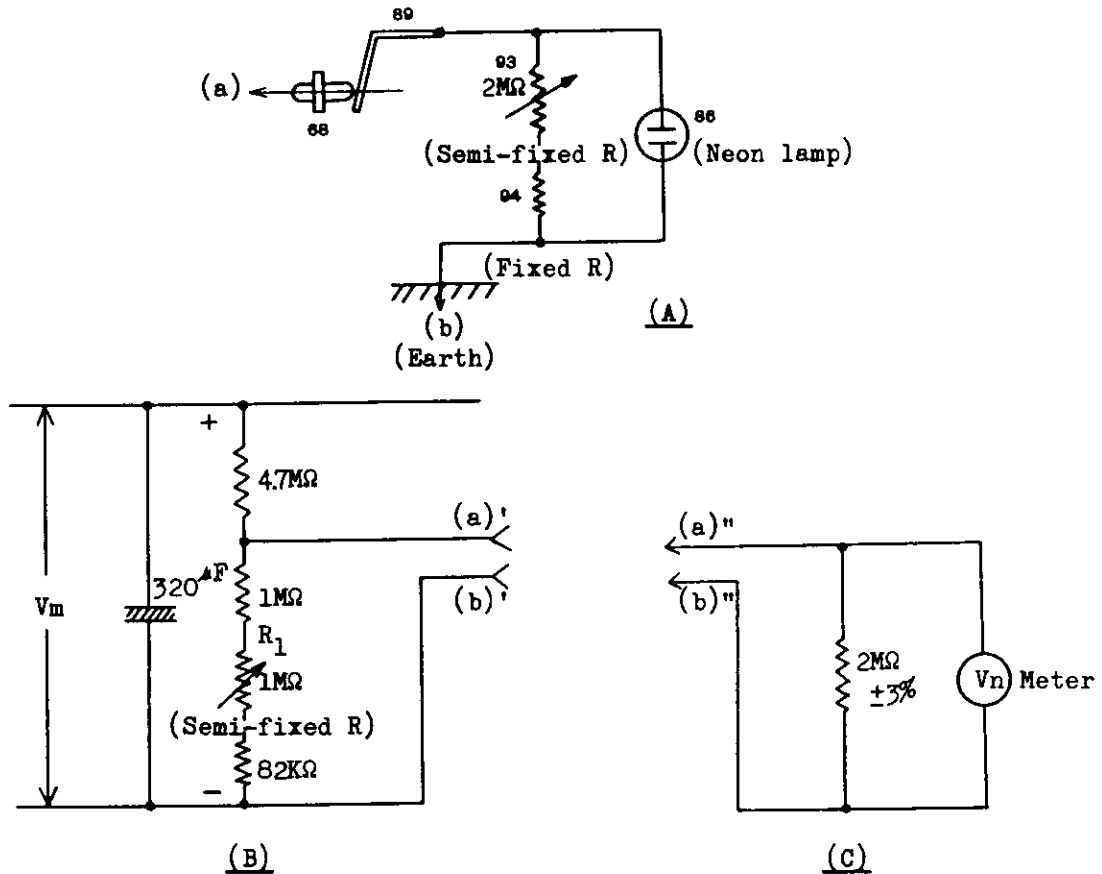 89
(a)
68
93
2MΩ
(Semi-fixed R)
94
86
(Neon lamp)
(Fixed R)
(b)
(Earth)
(A)
Vm
320 μF
+
4.7MΩ
1MΩ
R1
1MΩ
(Semi-fixed R)
82KΩ
-
(a)'
(b)'
(B)
(a)"
(b)"
2MΩ
±3%
Vn Meter
(C)